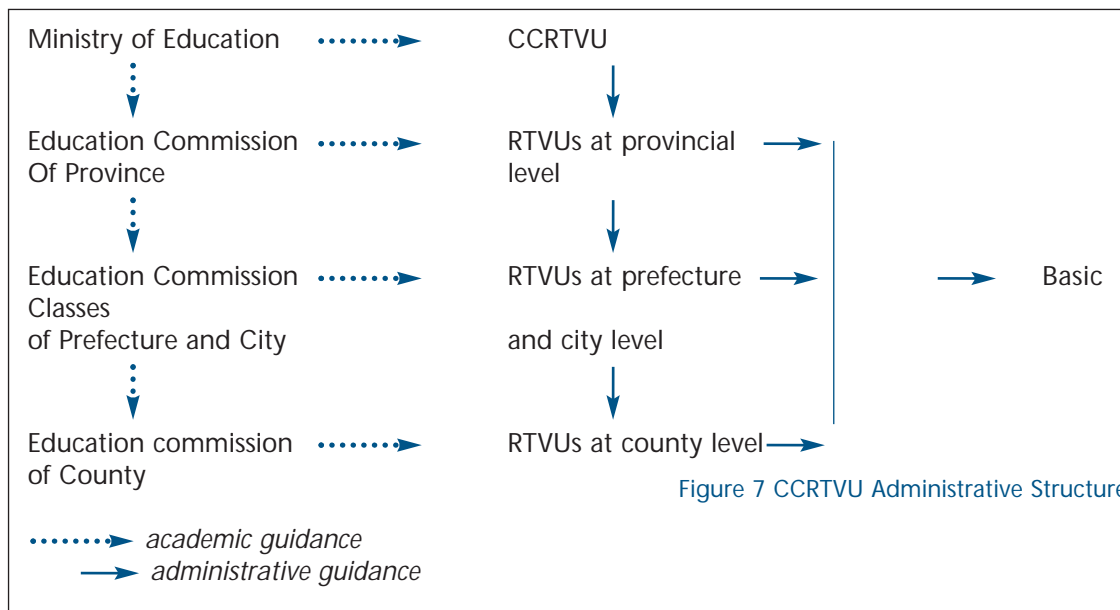 Ministry of Education
CCRTVU
Education Commission
Of Province
RTVUs at provincial
level
Education Commission
Classes
of Prefecture and City
RTVUs at prefecture
and city level
Basic
Education commission
of County
RTVUs at county level
Figure 7 CCRTVU Administrative Structure
academic guidance
administrative guidance